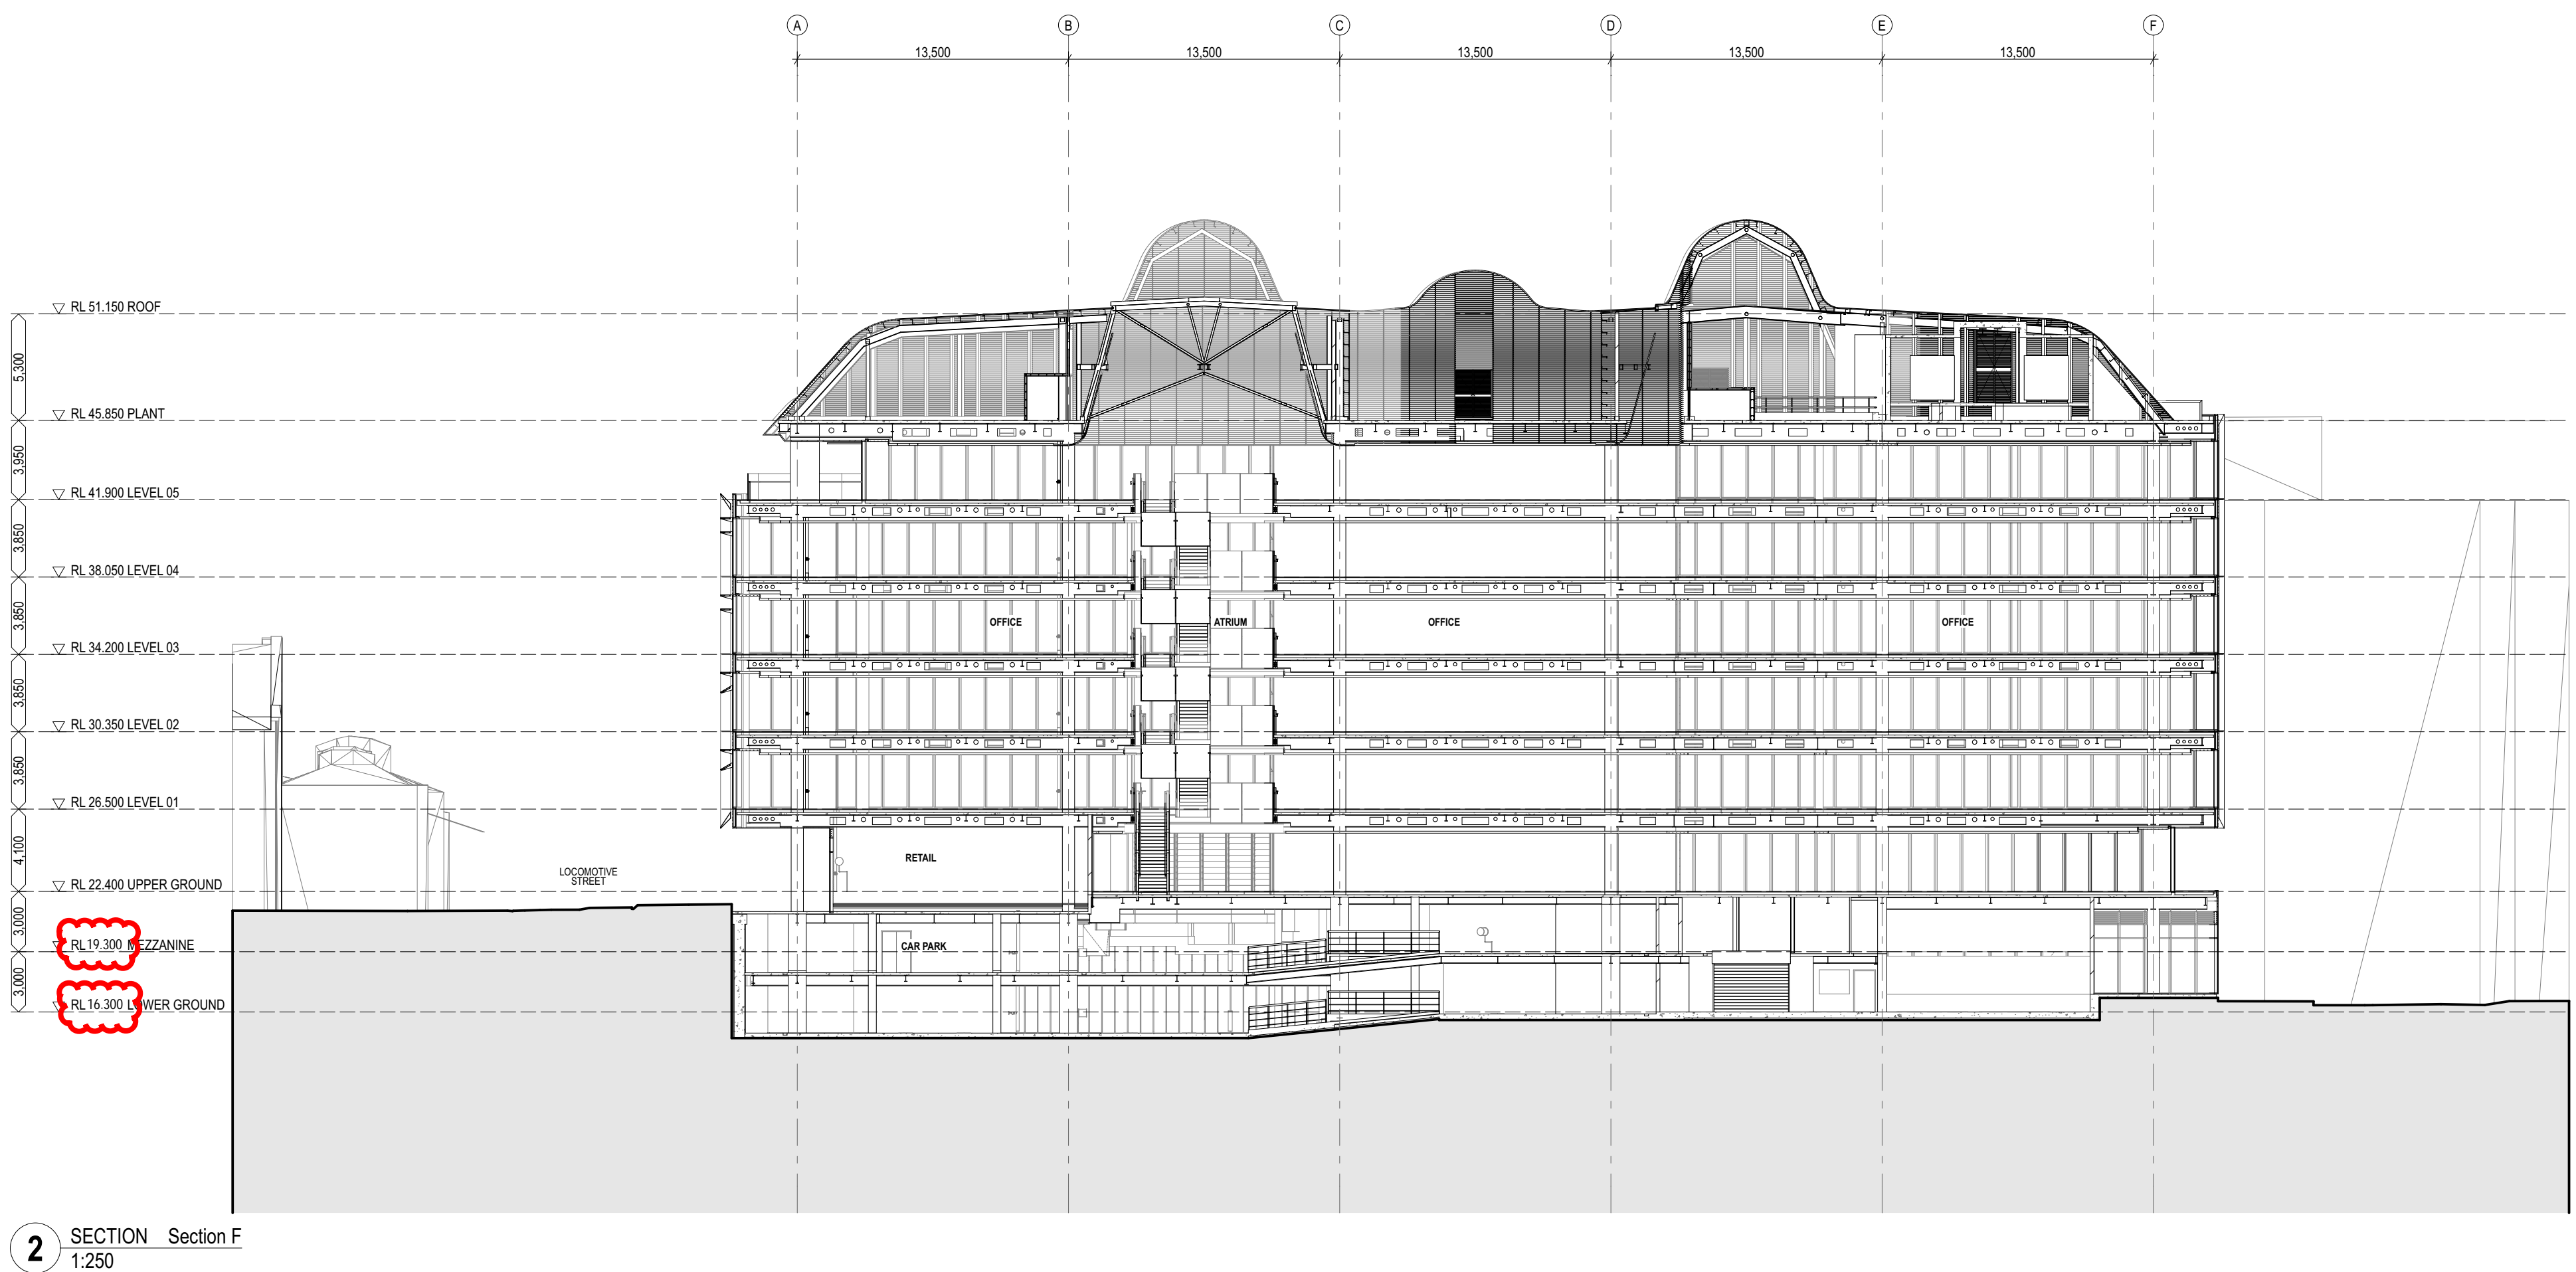 A B C D E F
13,500 13,500 13,500 13,500 13,500
RL 51.150 ROOF
5,300
RL 45.850 PLANT
3,950
RL 41.900 LEVEL 05
3,850
RL 38.050 LEVEL 04
3,850
OFFICE ATRIUM OFFICE OFFICE
RL 34.200 LEVEL 03
3,850
RL 30.350 LEVEL 02
3,850
RL 26.500 LEVEL 01
4,100
RETAIL
LOCOMOTIVE
STREET
RL 22.400 UPPER GROUND
3,000
RL 19.300 MEZZANINE
CAR PARK
3,000
RL 16.300 LOWER GROUND
2 SECTION Section F
1:250